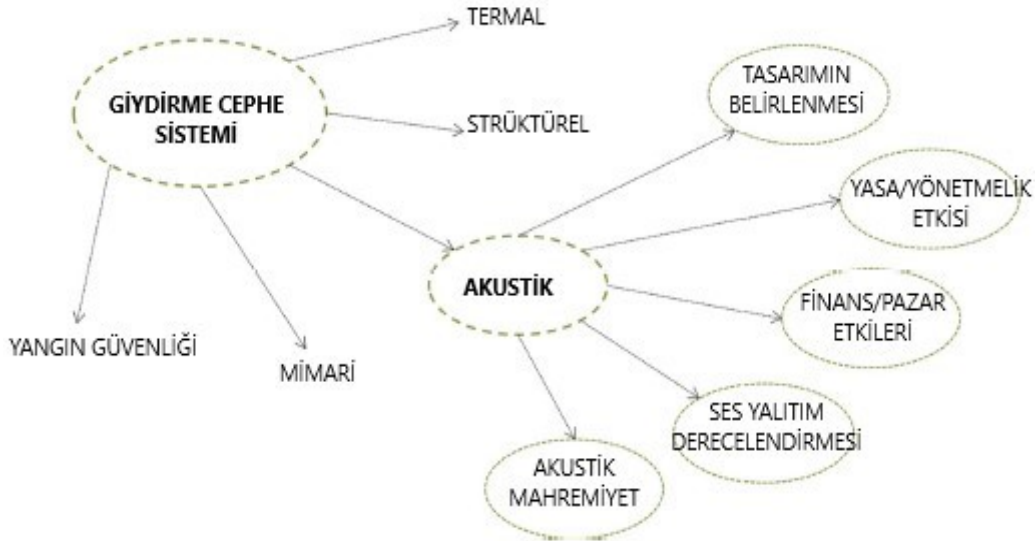 TERMAL
GİYDİRME CEPHE
SİSTEMİ
STRÜKTÜREL
TASARIMIN
BELİRLENMESİ
YASA/YÖNETMELİK
ETKİSİ
AKUSTİK
FİNANS/PAZAR
ETKİLERİ
YANGIN GÜVENLİĞİ
MİMARİ
SES YALITIM
DERECELENDİRMESİ
AKUSTİK
MAHREMİYET